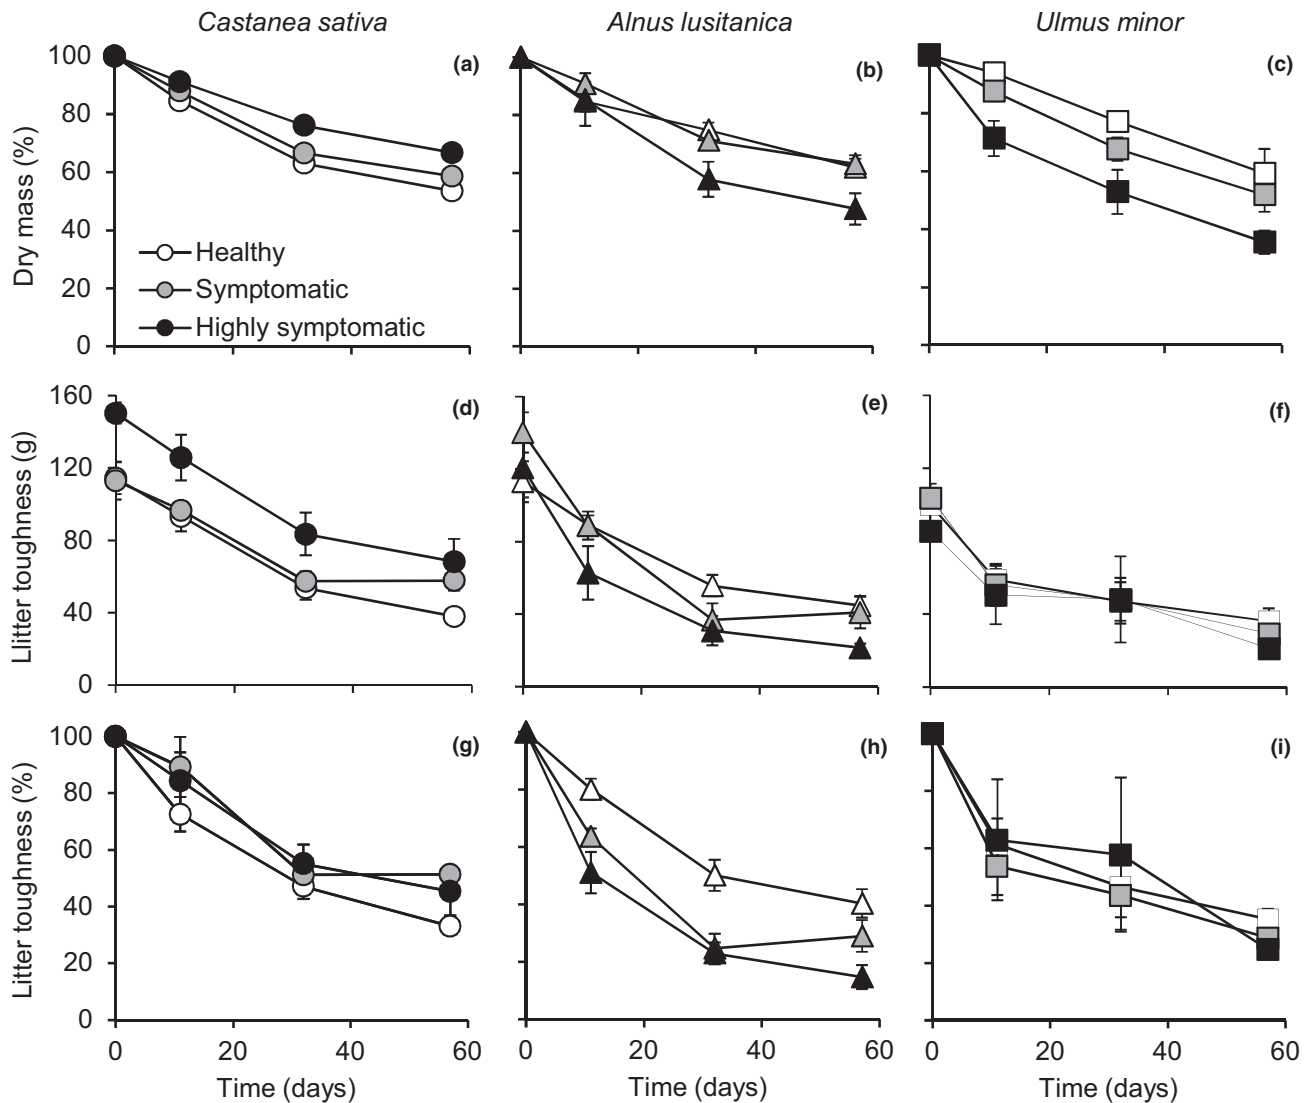 Castanea sativa Alnus lusitanica Ulmus minor
100 (a) (b) (c)
80
60
40
20
0
Dry mass (%)
Healthy
Symptomatic
Highly symptomatic
160 (d) (e) (f)
120
80
40
0
Llitter toughness (g)
100 (g) (h) (i)
80
60
40
20
0
Litter toughness (%)
0 20 40 60 0 20 40 60 0 20 40 60
Time (days) Time (days) Time (days)